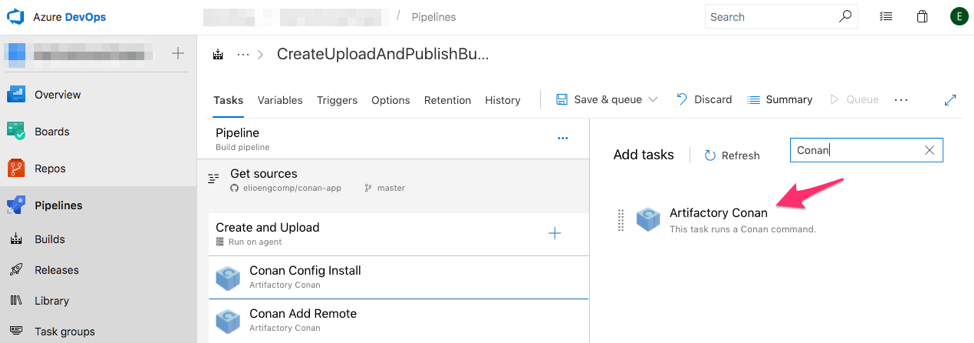 Azure DevOps
/ Pipelines
Search
E
··· > CreateUploadAndPublishBu...
Tasks Variables Triggers Options Retention History Save & queue Discard Summary Queue ...
Overview
Boards
Repos
Pipelines
Builds
Releases
Library
Task groups
Pipeline ...
Build pipeline
Get sources
elioengcomp/conan-app master
Create and Upload
Run on agent
Conan Config Install
Artifactory Conan
Conan Add Remote
Artifactory Conan
Add tasks Refresh Conan
Artifactory Conan
This task runs a Conan command.